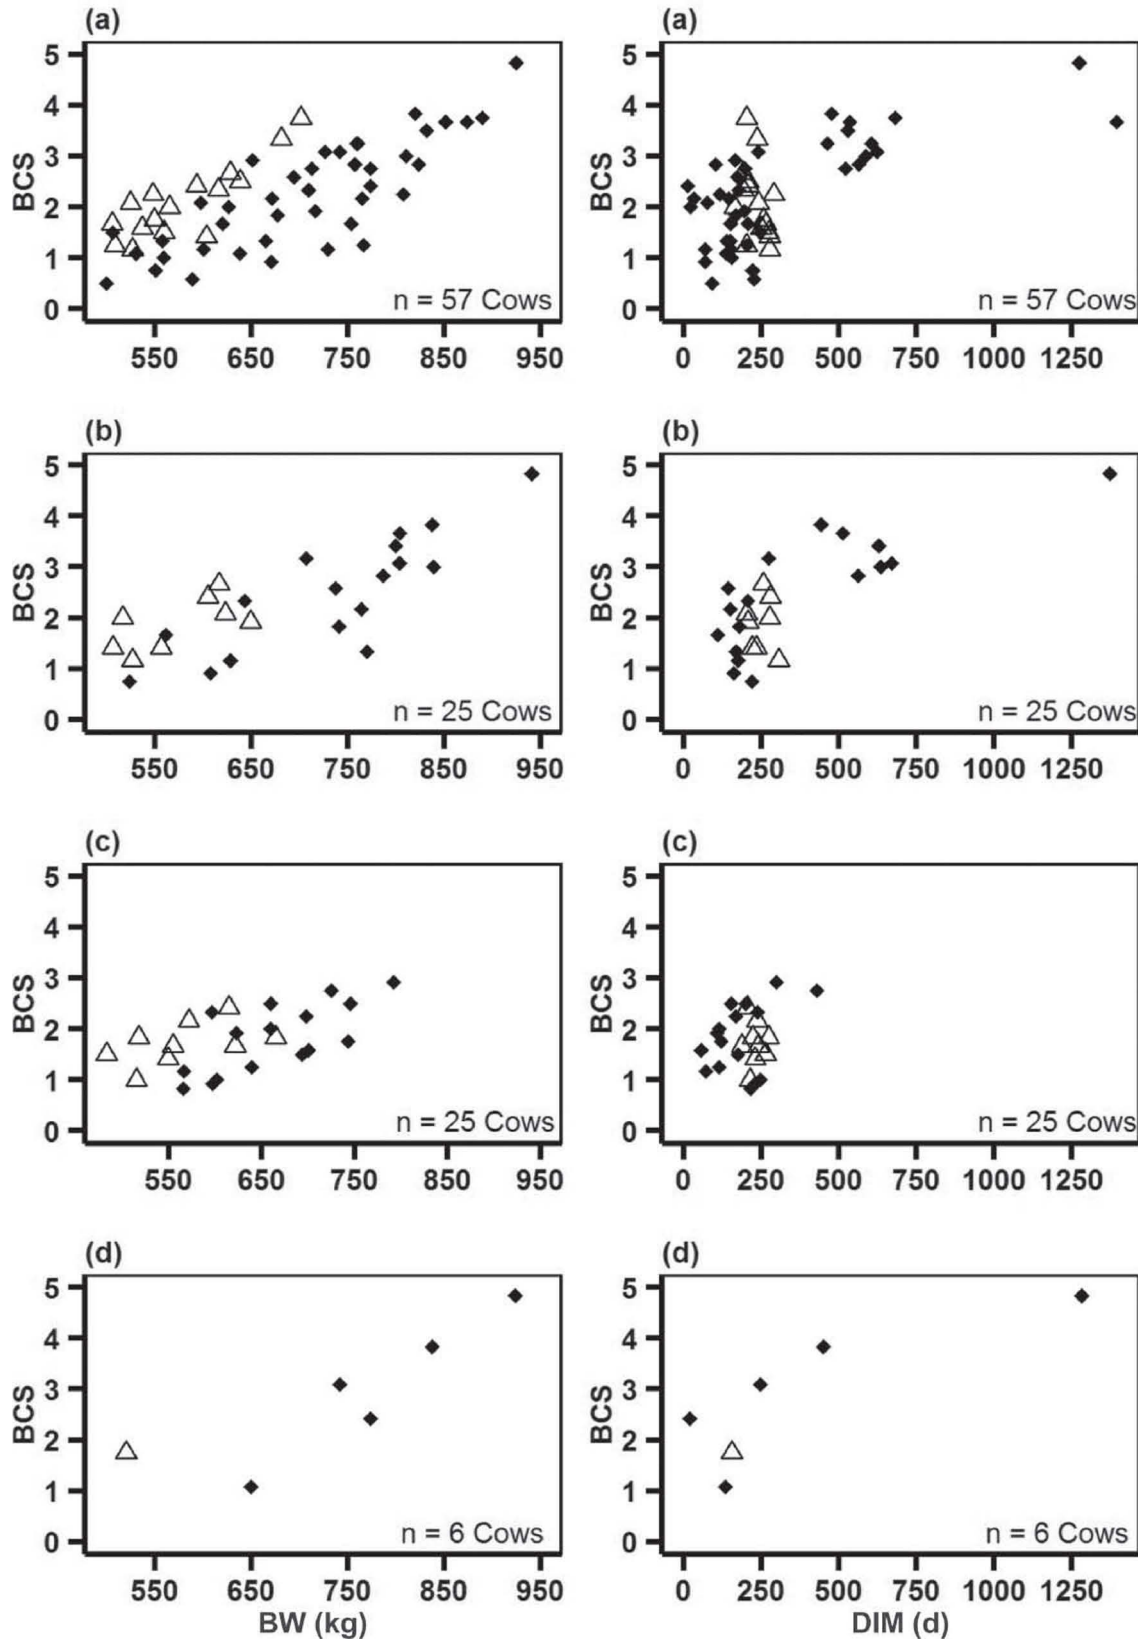 (a) (a)
5 5
4 4
3 3
BCS BCS
2 2
1 1
0 n = 57 Cows 0 n = 57 Cows
550 650 750 850 950 0 250 500 750 1000 1250
(b) (b)
5 5
4 4
3 3
BCS BCS
2 2
1 1
0 n = 25 Cows 0 n = 25 Cows
550 650 750 850 950 0 250 500 750 1000 1250
(c) (c)
5 5
4 4
3 3
BCS BCS
2 2
1 1
0 n = 25 Cows 0 n = 25 Cows
550 650 750 850 950 0 250 500 750 1000 1250
(d) (d)
5 5
4 4
3 3
BCS BCS
2 2
1 1
0 n = 6 Cows 0 n = 6 Cows
550 650 750 850 950 0 250 500 750 1000 1250
BW (kg) DIM (d)